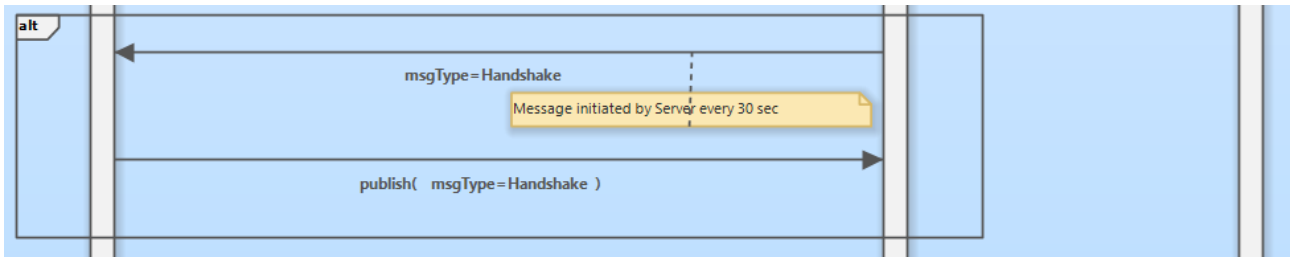 alt
msgType=Handshake
Message initiated by Server every 30 sec
publish( msgType=Handshake )